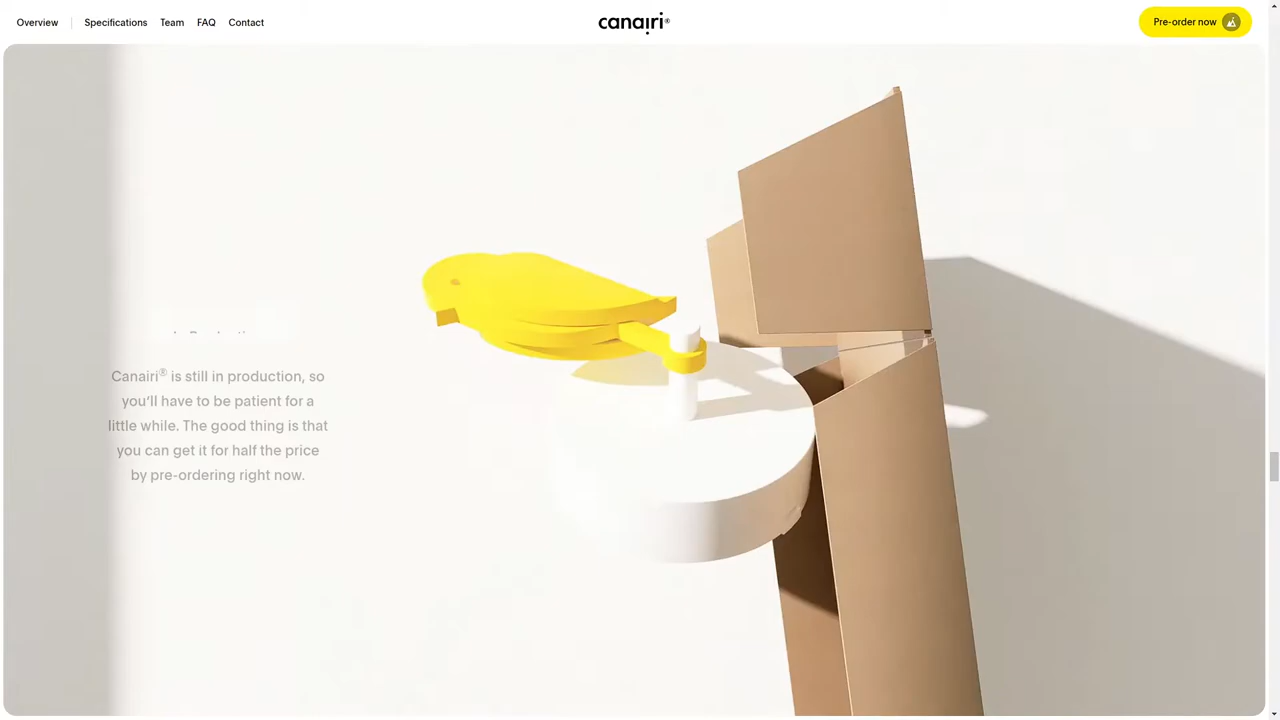 Overview
Specifications
Team
FAQ
Contact
canairi®
Pre-order now
Canairi® is still in production, so
you’ll have to be patient for a
little while. The good thing is that
you can get it for half the price
by pre-ordering right now.